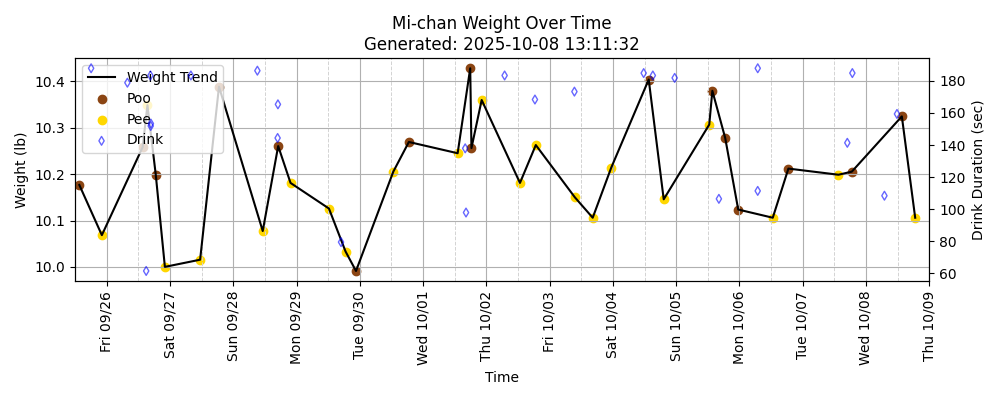 Mi-chan Weight Over Time
Generated: 2025-10-08 13:11:32
Weight (lb)
10.4
10.3
10.2
10.1
10.0
Weight Trend
Poo
Pee
Drink
180
160
140
120
100
80
60
Drink Duration (sec)
Fri 09/26
Sat 09/27
Sun 09/28
Mon 09/29
Tue 09/30
Wed 10/01
Thu 10/02
Fri 10/03
Sat 10/04
Sun 10/05
Mon 10/06
Tue 10/07
Wed 10/08
Thu 10/09
Time